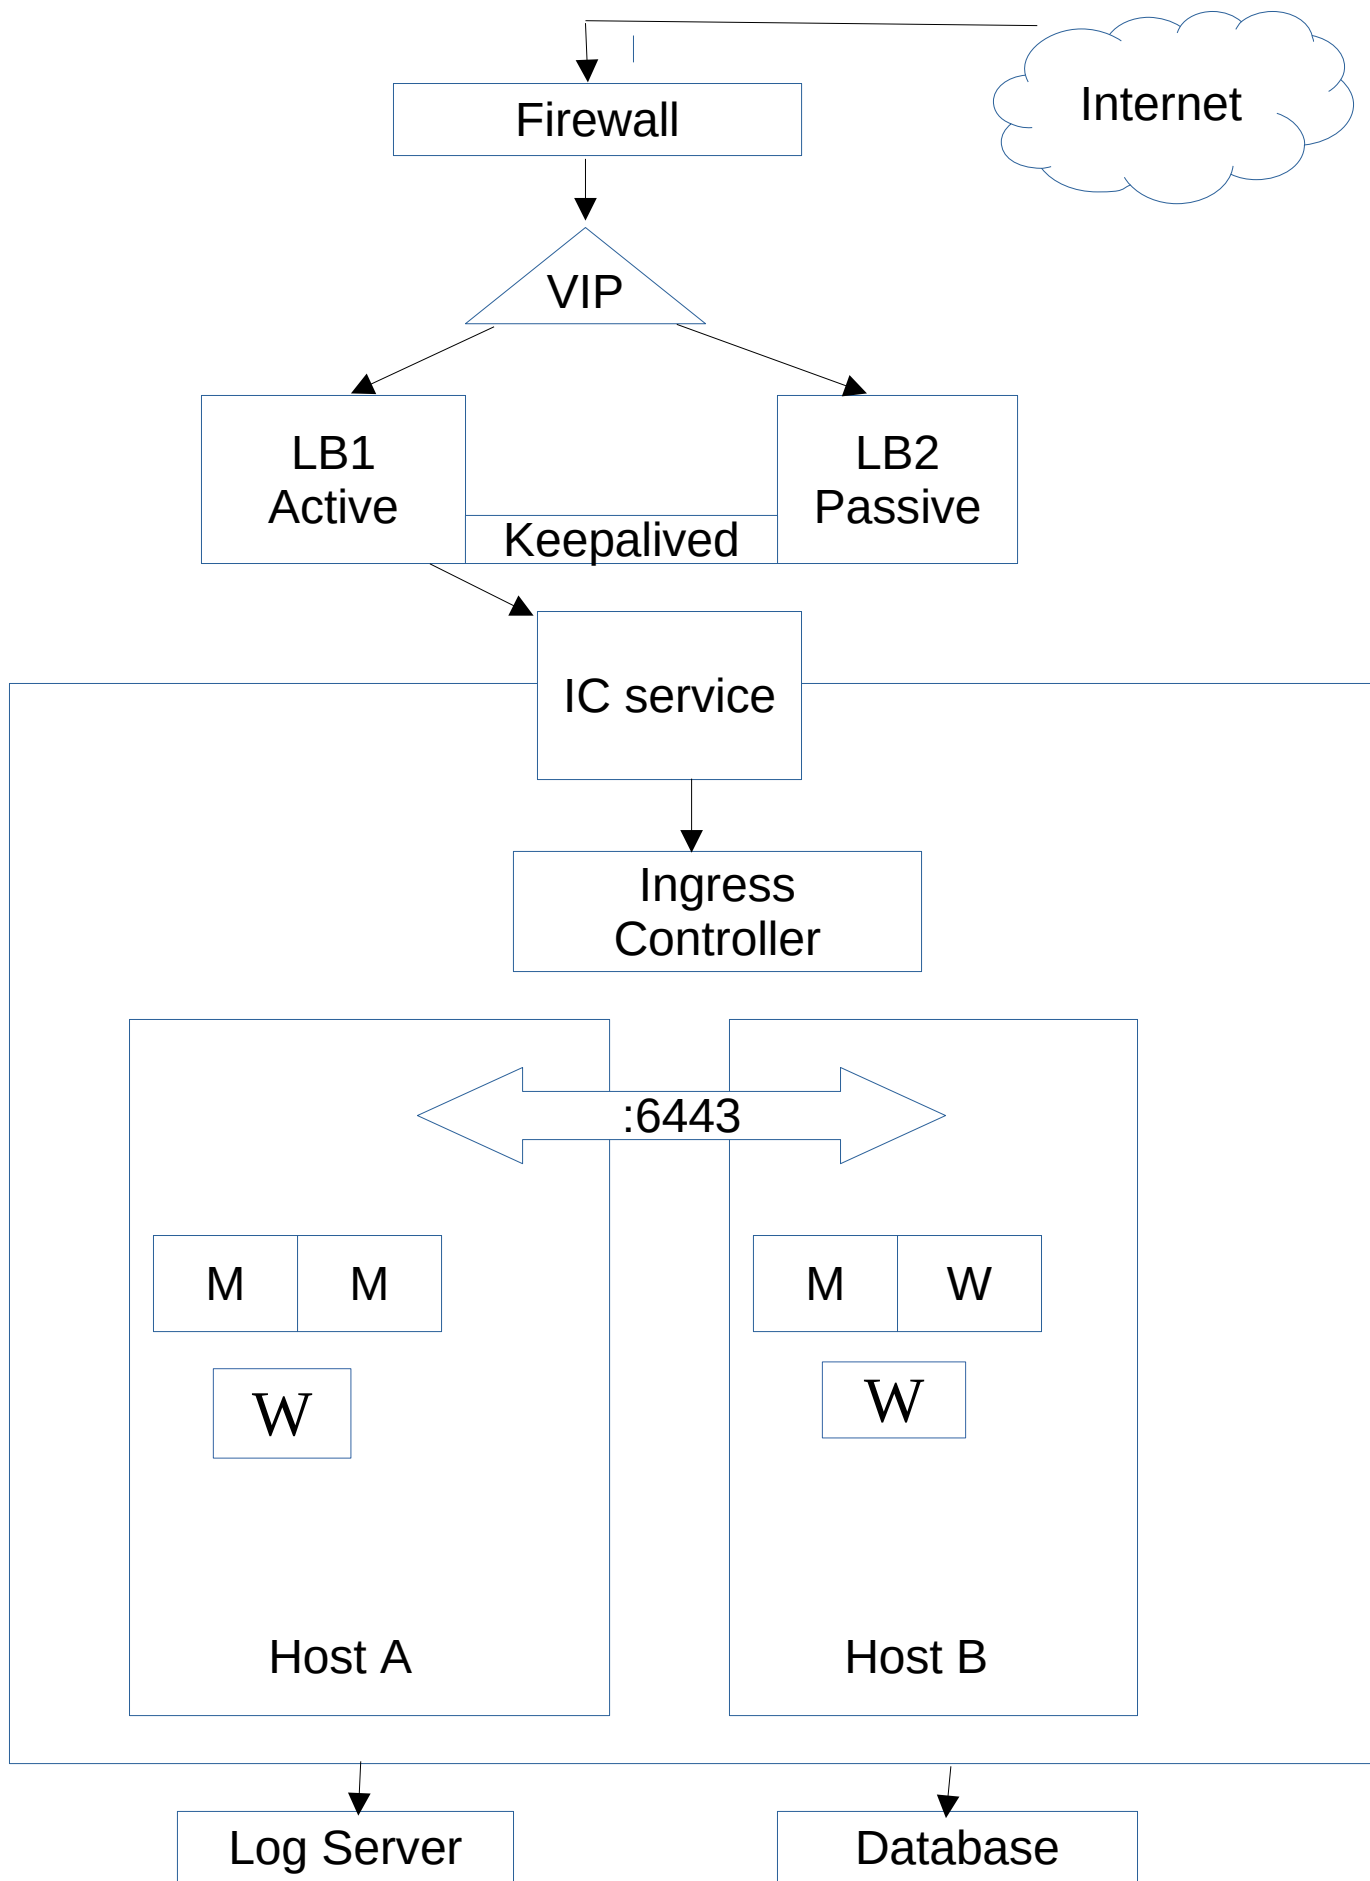 Internet
Firewall
VIP
LB1
Active
LB2
Passive
Keepalived
IC service
Ingress
Controller
:6443
M
M
M
W
W
W
Host A
Host B
Log Server
Database